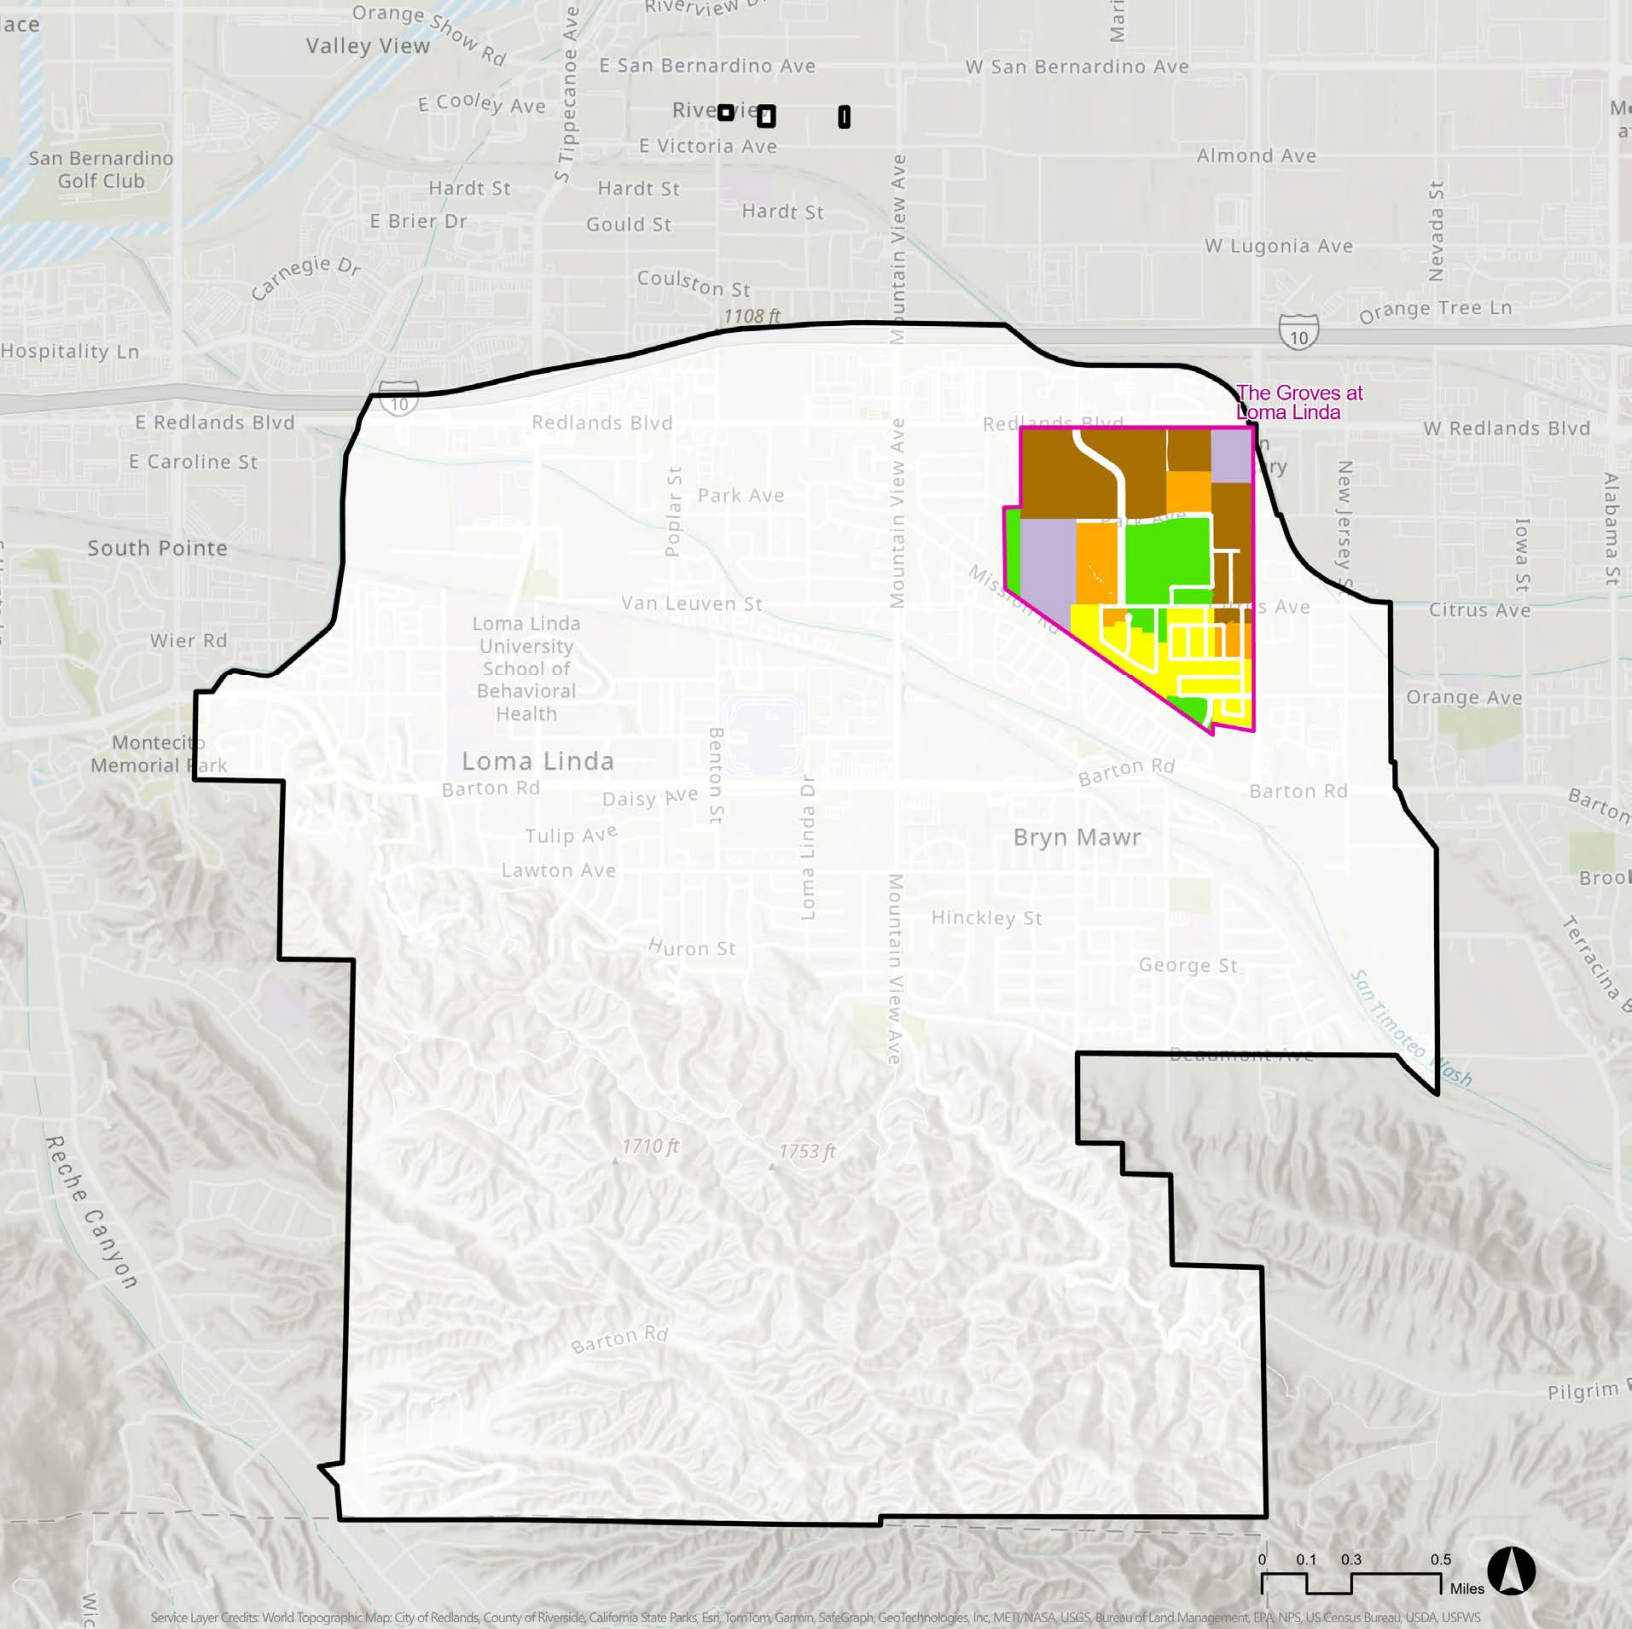 lace
Orange Show Rd
Valley View
S Tippecanoe Ave
Riverview D
E San Bernardino Ave
W San Bernardino Ave
Mari
E Cooley Ave
E Victoria Ave
Almond Ave
San Bernardino
Golf Club
Hardt St
Hardt St
Hardt St
E Brier Dr
Gould St
Mountain View Ave
Nevada St
W Lugonia Ave
Carnegie Dr
Coulston St
1108 ft
Orange Tree Ln
10
Hospitality Ln
10
The Groves at
Loma Linda
E Redlands Blvd
Redlands Blvd
Redlands Blvd
W Redlands Blvd
E Caroline St
Poplar St
Park Ave
Mountain View Ave
New Jersey S
Iowa St
Alabama St
Park Ave
South Pointe
Mission Rd
Van Leuven St
Citrus Ave
Wier Rd
Loma Linda
University
School of
Behavioral
Health
Orange Ave
Montecito
Memorial Park
Loma Linda
Benton St
Barton Rd
Barton Rd
Barton Rd
Barton
Daisy Ave
Loma Linda Dr
Tulip Ave
Bryn Mawr
Lawton Ave
Mountain View Ave
Hinckley St
Terracina B
Huron St
George St
San Timoteo Wash
Beaumont Ave
Reche Canyon
1710 ft
1753 ft
Barton Rd
Pilgrim
0 0.1 0.3 0.5
Miles
Wic
Service Layer Credits: World Topographic Map: City of Redlands, County of Riverside, California State Parks, Esri, TomTom, Garmin, SafeGraph, GeoTechnologies, Inc, METI/NASA, USGS, Bureau of Land Management, EPA, NPS, US Census Bureau, USDA, USFWS